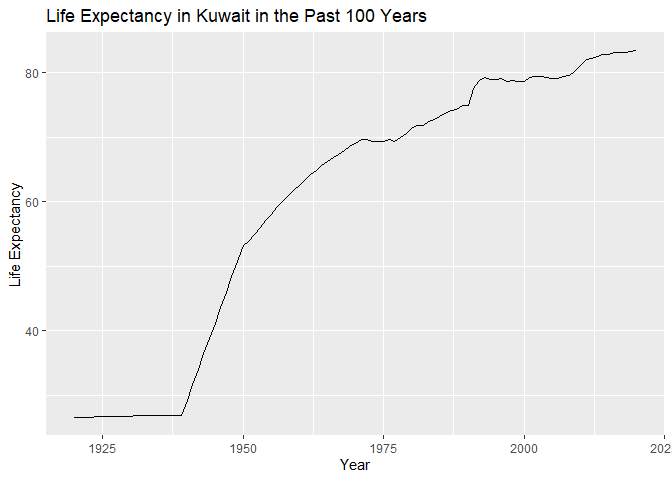 Life Expectancy in Kuwait in the Past 100 Years
80
60
40
Life Expectancy
1925 1950 1975 2000 202
Year